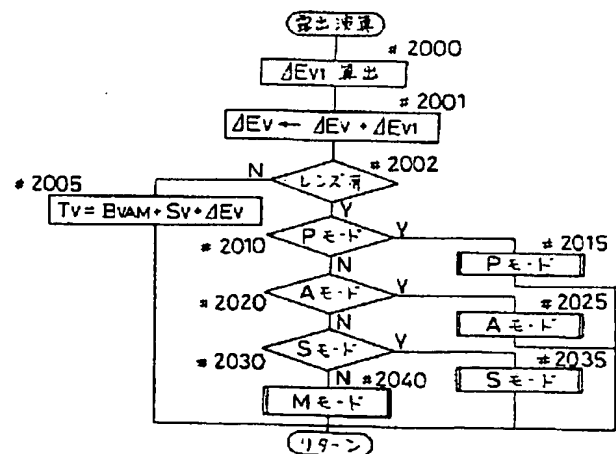 露出演算
#2000
ΔEV1 算出
#2001
ΔEV ← ΔEV + ΔEV1
#2002
レンズ有
N
Y
#2005
TV = BVAM + SV + ΔEV
#2010
Pモード
Y
N
#2015
Pモード
#2020
Aモード
Y
N
#2025
Aモード
#2030
Sモード
Y
N
#2035
Sモード
#2040
Mモード
リターン